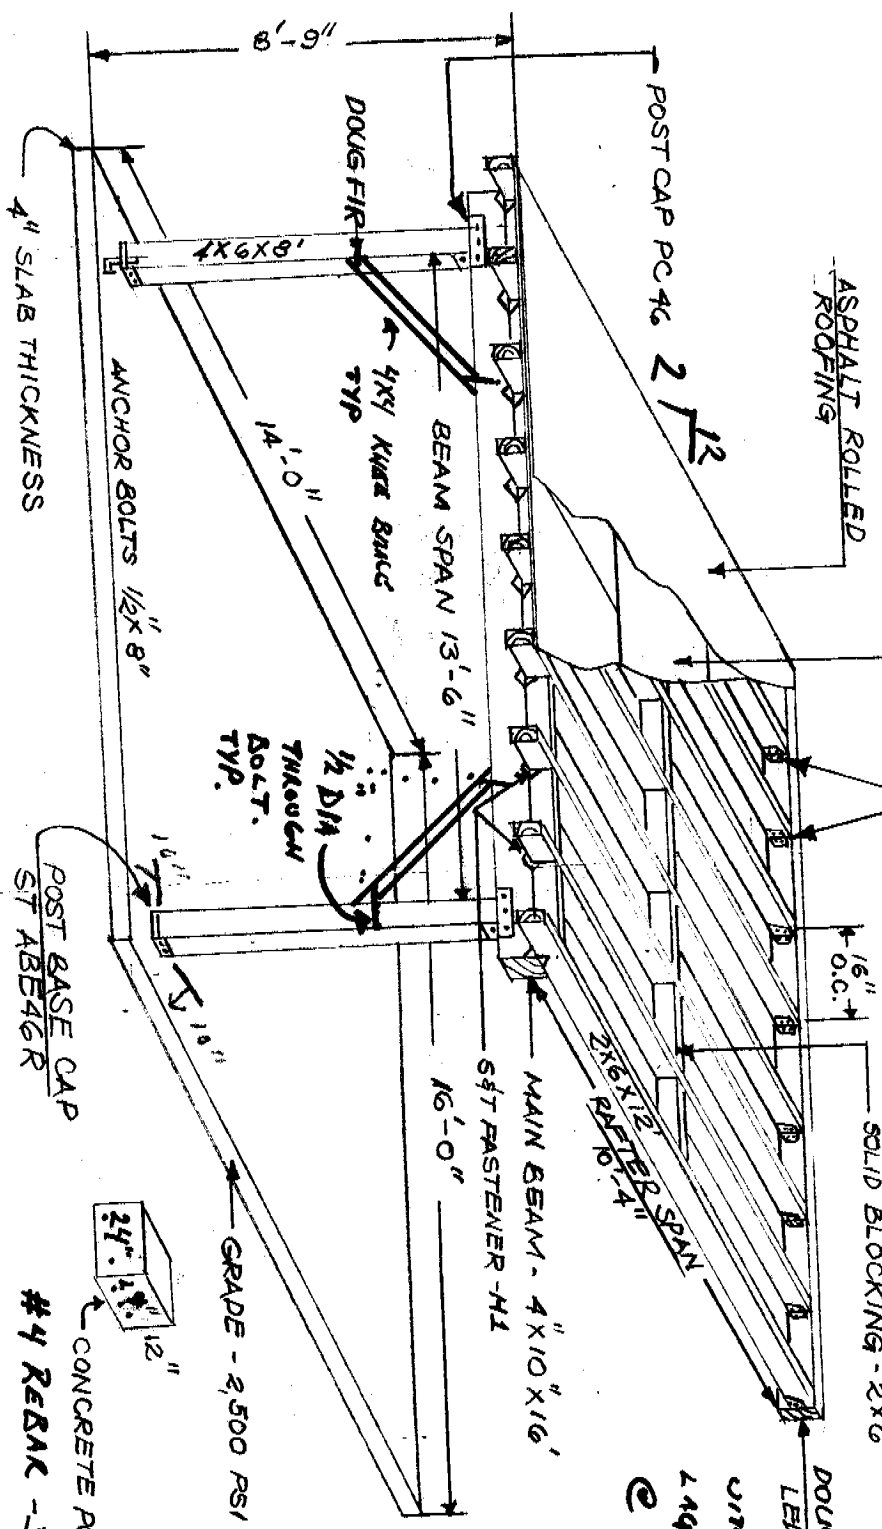 ASPHALT ROLLED
ROOFING
POST CAP PC 46
2
12
8'-9"
DOUG FIR
4X6X8'
4X4 KNEE BRACE
TYP
BEAM SPAN 13'-6"
14'-0"
ANCHOR BOLTS 1/2 X 8"
4" SLAB THICKNESS
1/2 DIA
THROUGH
BOLT.
TYP.
16"
O.C.
SOLID BLOCKING - 2X6
2X6X12'
RAFTER SPAN
10'-4"
MAIN BEAM - 4"X10"X16'
S&T FASTENER-H1
16'-0"
10"
POST BASE CAP
ST ABE46R
GRADE - 2,500 PSI
24"
12"
CONCRETE
#4 REBAR -
LAG
@